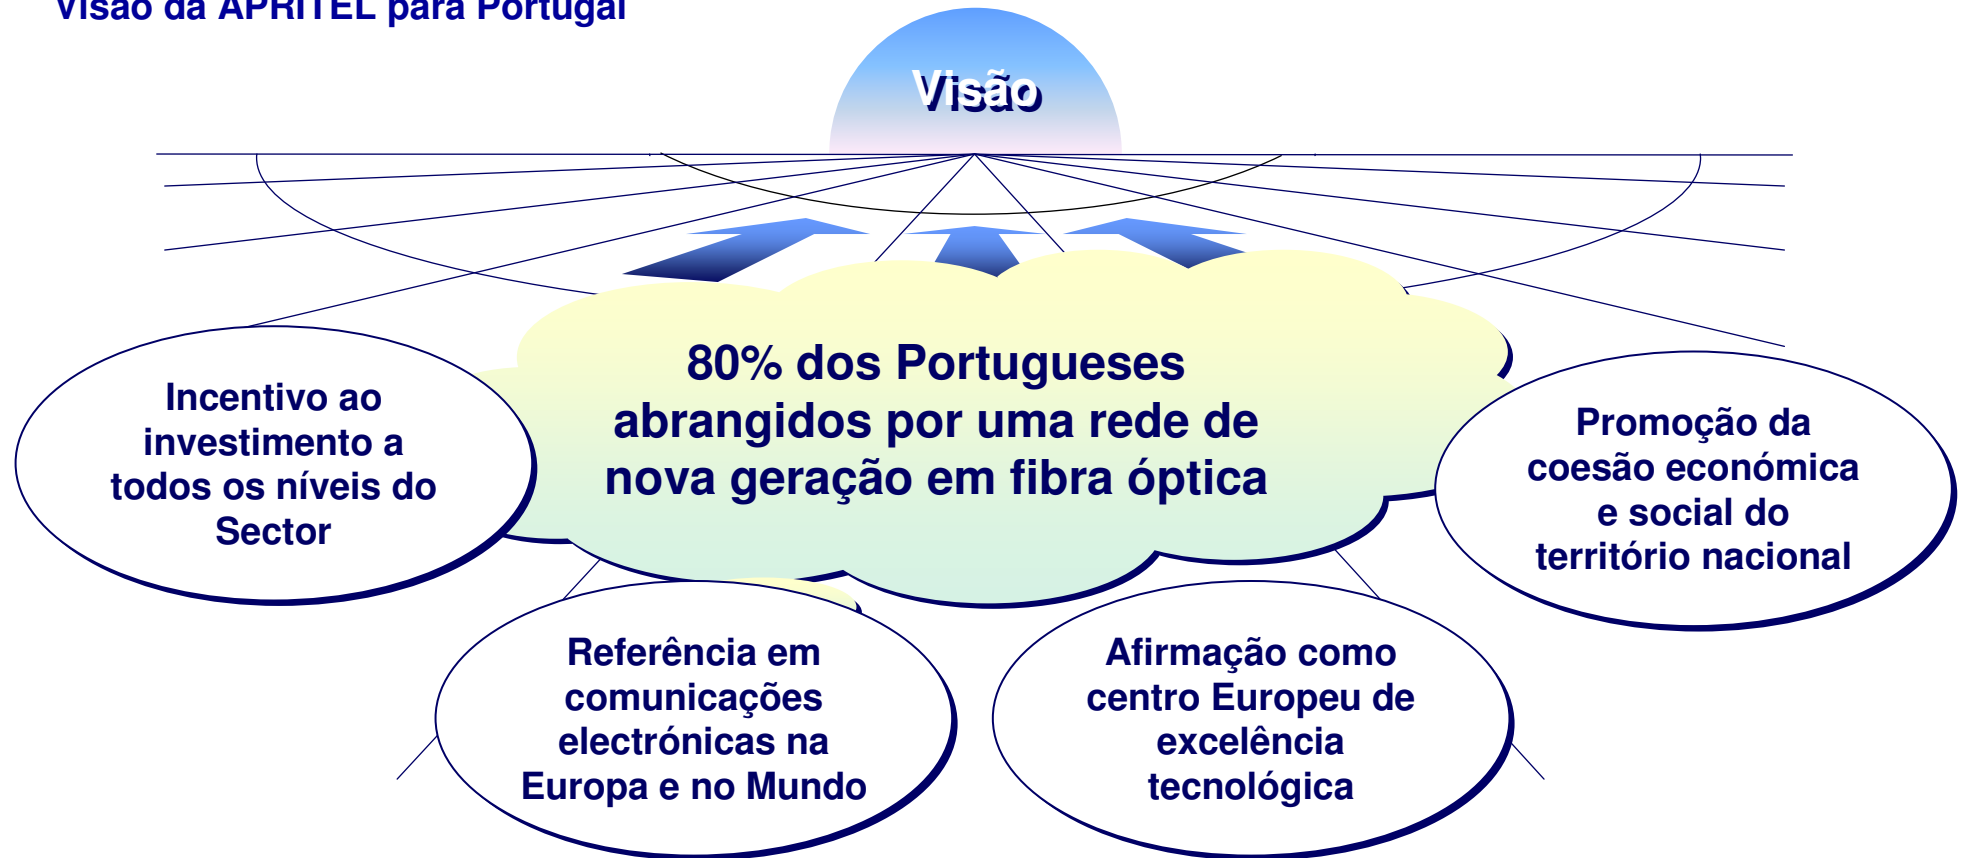 Visão da APRITEL para Portugal
Visão
80% dos Portugueses
abrangidos por uma rede de
nova geração em fibra óptica
Incentivo ao
investimento a
todos os níveis do
Sector
Promoção da
coesão económica
e social do
território nacional
Referência em
comunicações
electrónicas na
Europa e no Mundo
Afirmação como
centro Europeu de
excelência
tecnológica